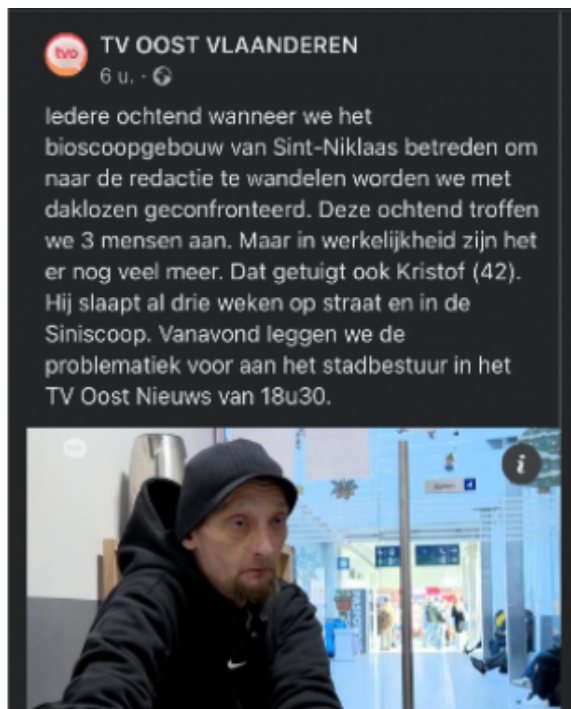 tvo
TV OOST VLAANDEREN
6 u.
Iedere ochtend wanneer we het
bioscoopgebouw van Sint-Niklaas betreden om
naar de redactie te wandelen worden we met
daklozen geconfronteerd. Deze ochtend troffen
we 3 mensen aan. Maar in werkelijkheid zijn het
er nog veel meer. Dat getuigt ook Kristof (42).
Hij slaapt al drie weken op straat en in de
Siniscoop. Vanavond leggen we de
problematiek voor aan het stadbestuur in het
TV Oost Nieuws van 18u30.